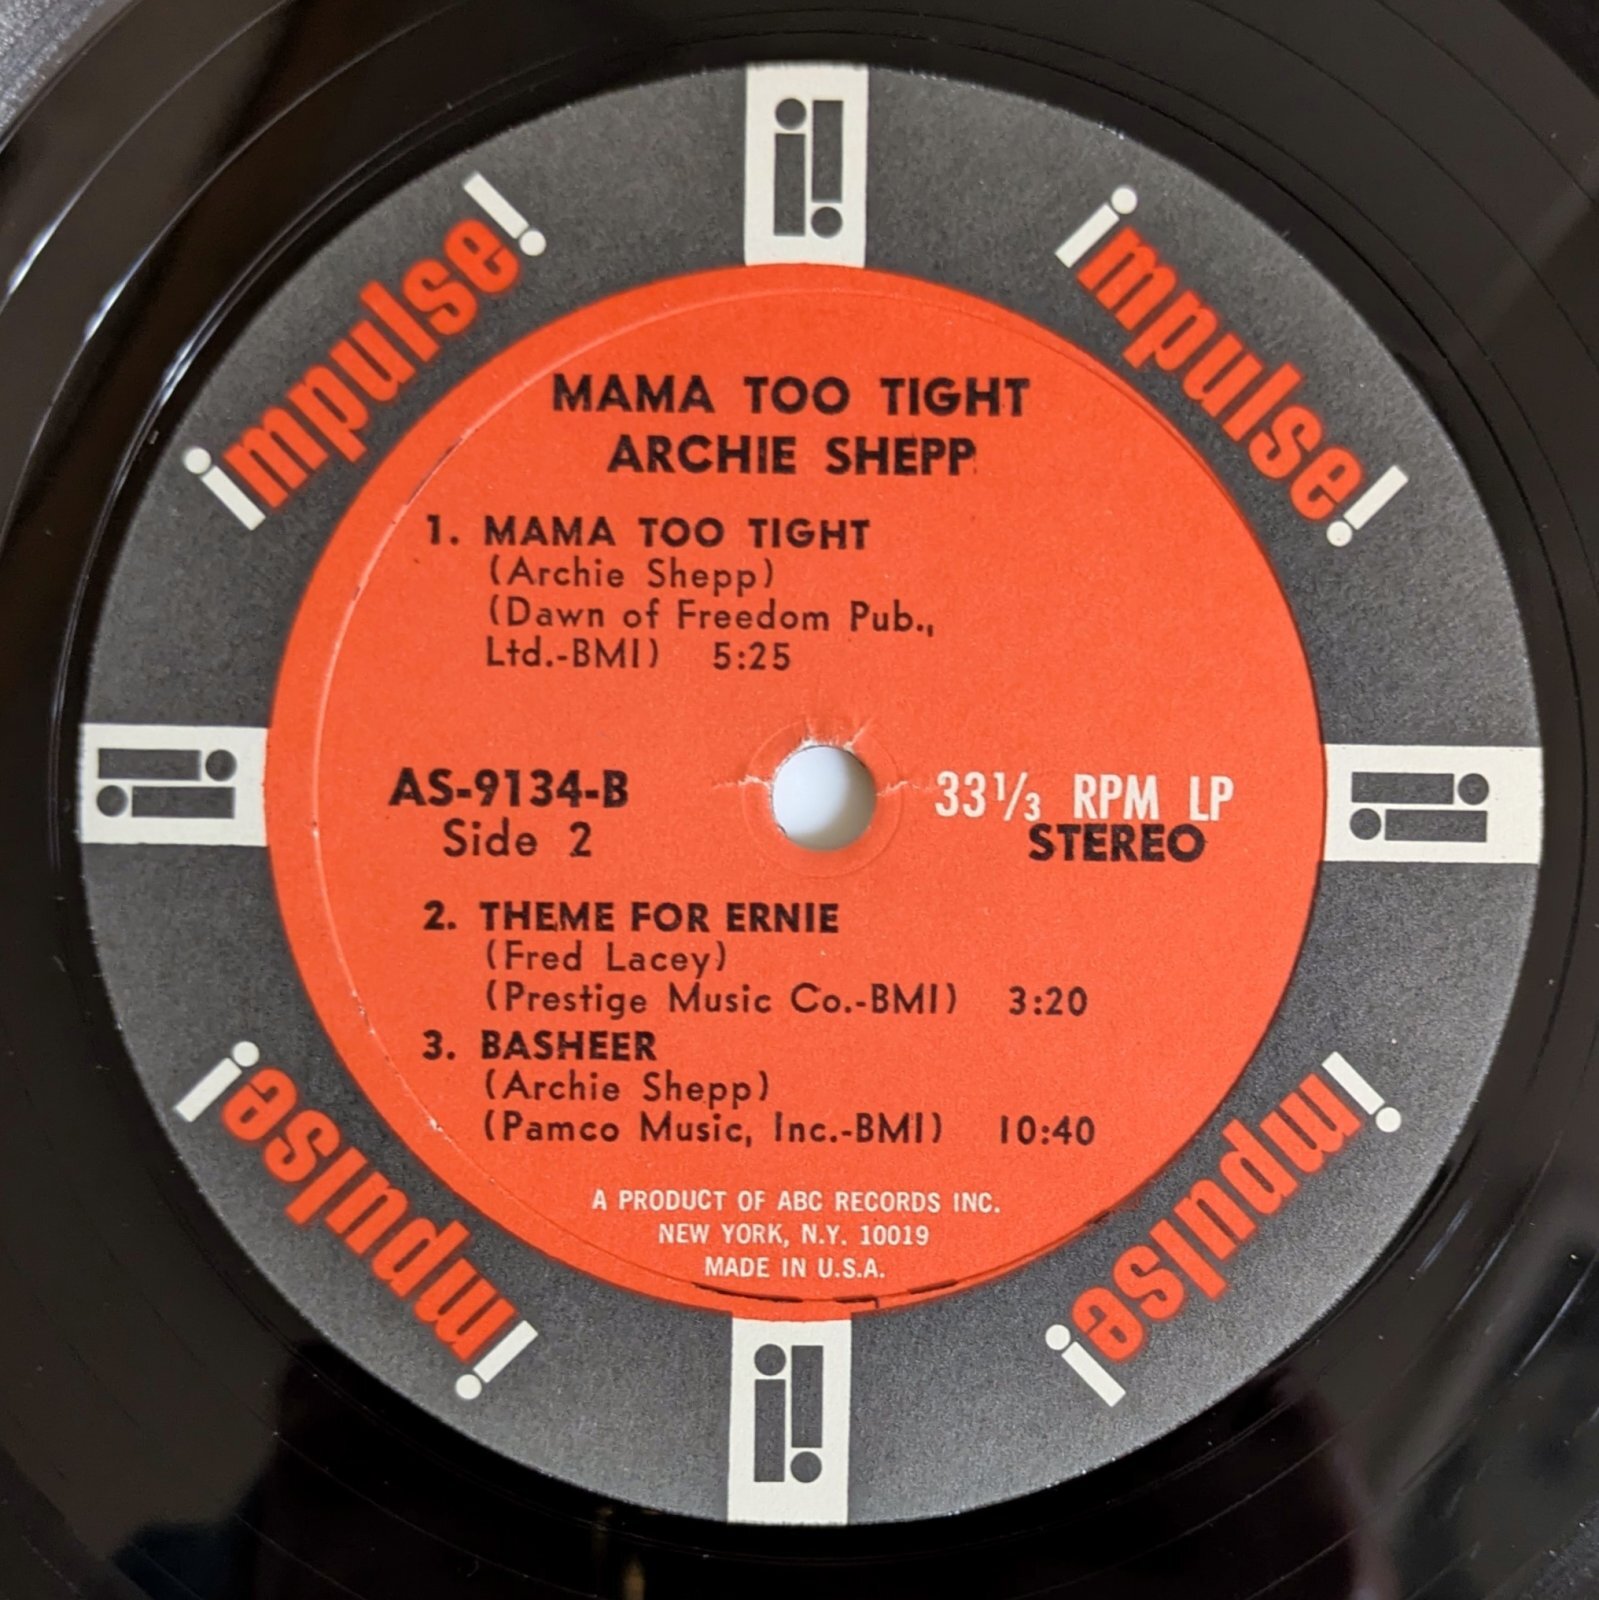 impulse!
impulse!
MAMA TOO TIGHT
ARCHIE SHEPP
1. MAMA TOO TIGHT
(Archie Shepp)
(Dawn of Freedom Pub.,
Ltd.-BMI) 5:25
AS-9134-B
Side 2
33 1/3 RPM LP
STEREO
2. THEME FOR ERNIE
(Fred Lacey)
(Prestige Music Co.-BMI) 3:20
3. BASHEER
(Archie Shepp)
(Pamco Music, Inc.-BMI) 10:40
A PRODUCT OF ABC RECORDS INC.
NEW YORK, N.Y. 10019
MADE IN U.S.A.
impulse!
impulse!